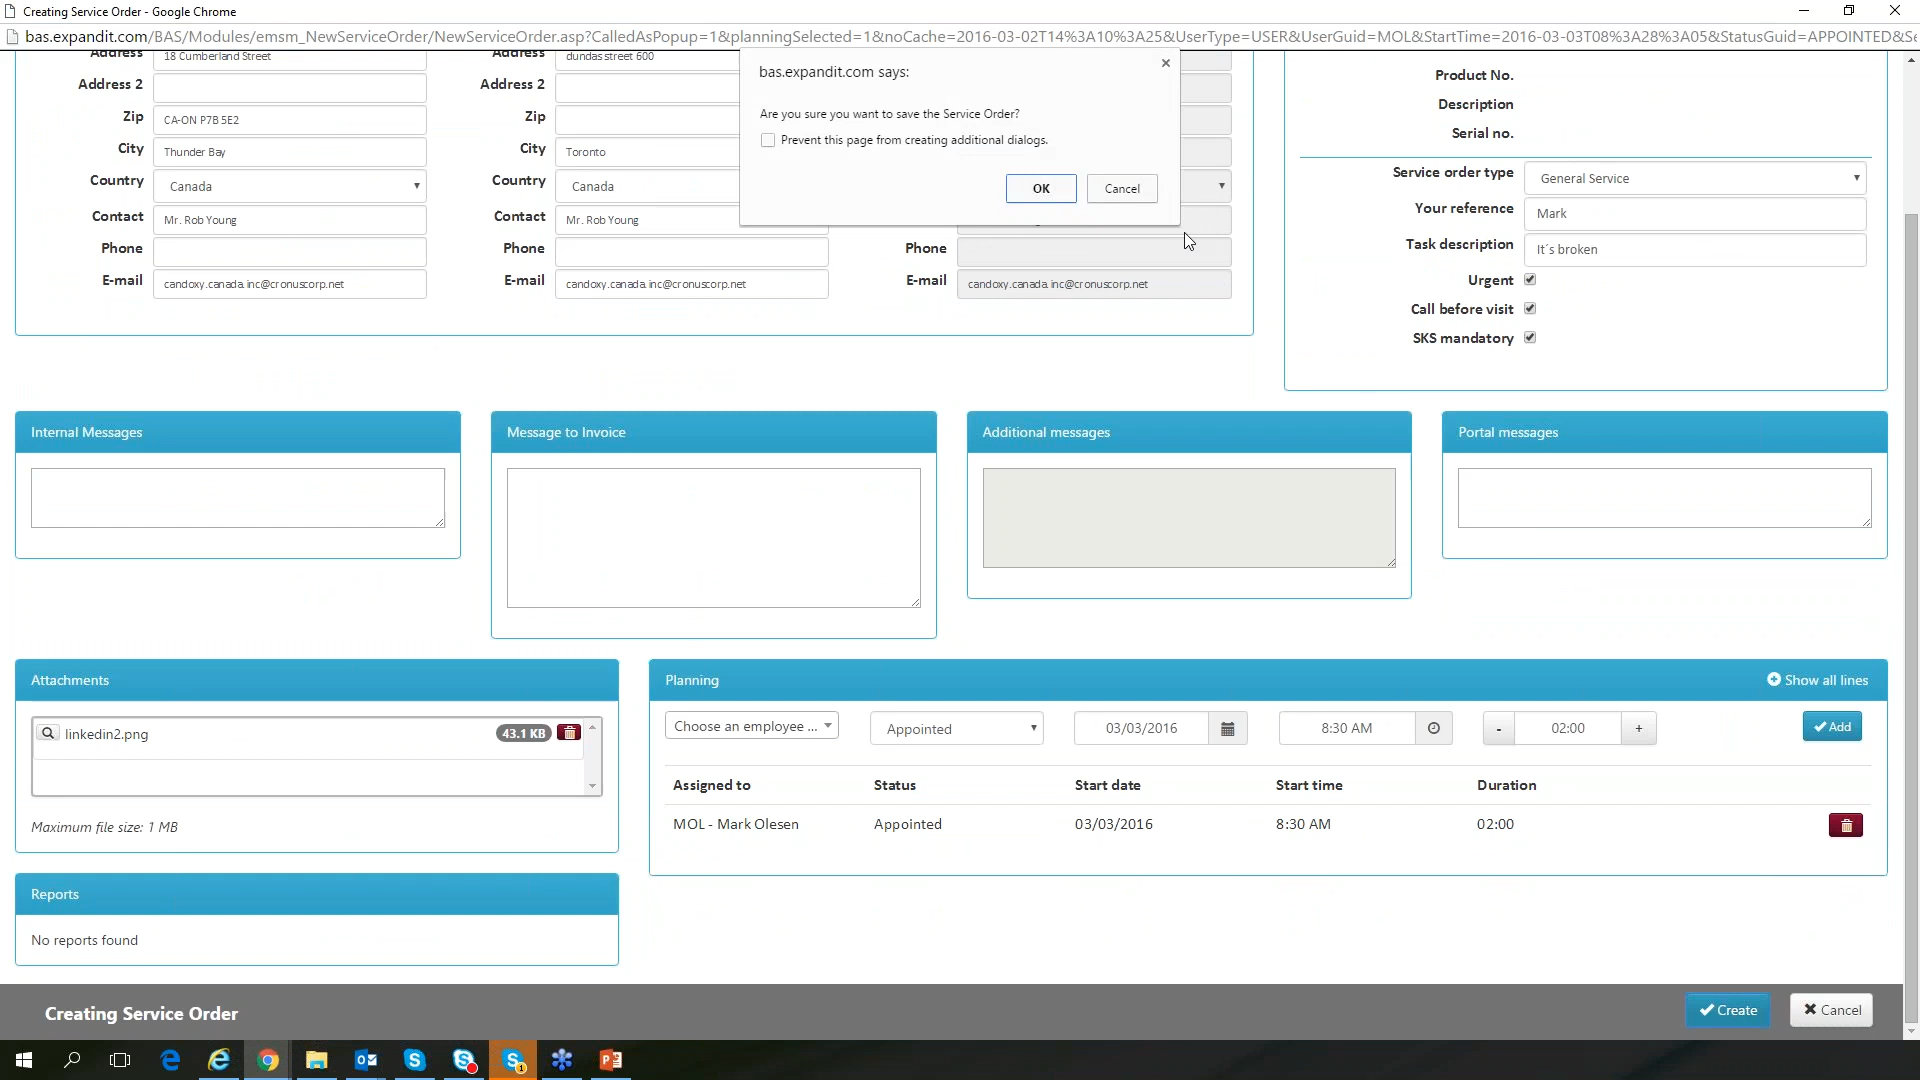 Creating Service Order - Google Chrome
bas.expandit.com/BAS/Modules/emsm_NewServiceOrder/NewServiceOrder.asp?CalledAsPopup=1&planningSelected=1&noCache=2016-03-02T14%3A10%3A25&UserType=USER&UserGuid=MOL&StartTime=2016-03-03T08%3A28%3A05&StatusGuid=APPOINTED&Se
Address 18 Cumberland Street
Address dundas street 600
Address 2
Address 2
Zip CA-ON P7B 5E2
Zip
City Thunder Bay
City Toronto
Country Canada
Country Canada
Contact Mr. Rob Young
Contact Mr. Rob Young
Phone
Phone
Phone
E-mail candoxy.canada.inc@cronuscorp.net
E-mail candoxy.canada.inc@cronuscorp.net
E-mail candoxy.canada.inc@cronuscorp.net
bas.expandit.com says:
Are you sure you want to save the Service Order?
Prevent this page from creating additional dialogs.
OK Cancel
Product No.
Description
Serial no.
Service order type General Service
Your reference Mark
Task description It´s broken
Urgent
Call before visit
SKS mandatory
Internal Messages
Message to Invoice
Additional messages
Portal messages
Attachments
linkedin2.png 43.1 KB
Maximum file size: 1 MB
Planning Show all lines
Choose an employee ... Appointed 03/03/2016 8:30 AM - 02:00 + Add
Assigned to Status Start date Start time Duration
MOL - Mark Olesen Appointed 03/03/2016 8:30 AM 02:00
Reports
No reports found
Creating Service Order Create Cancel